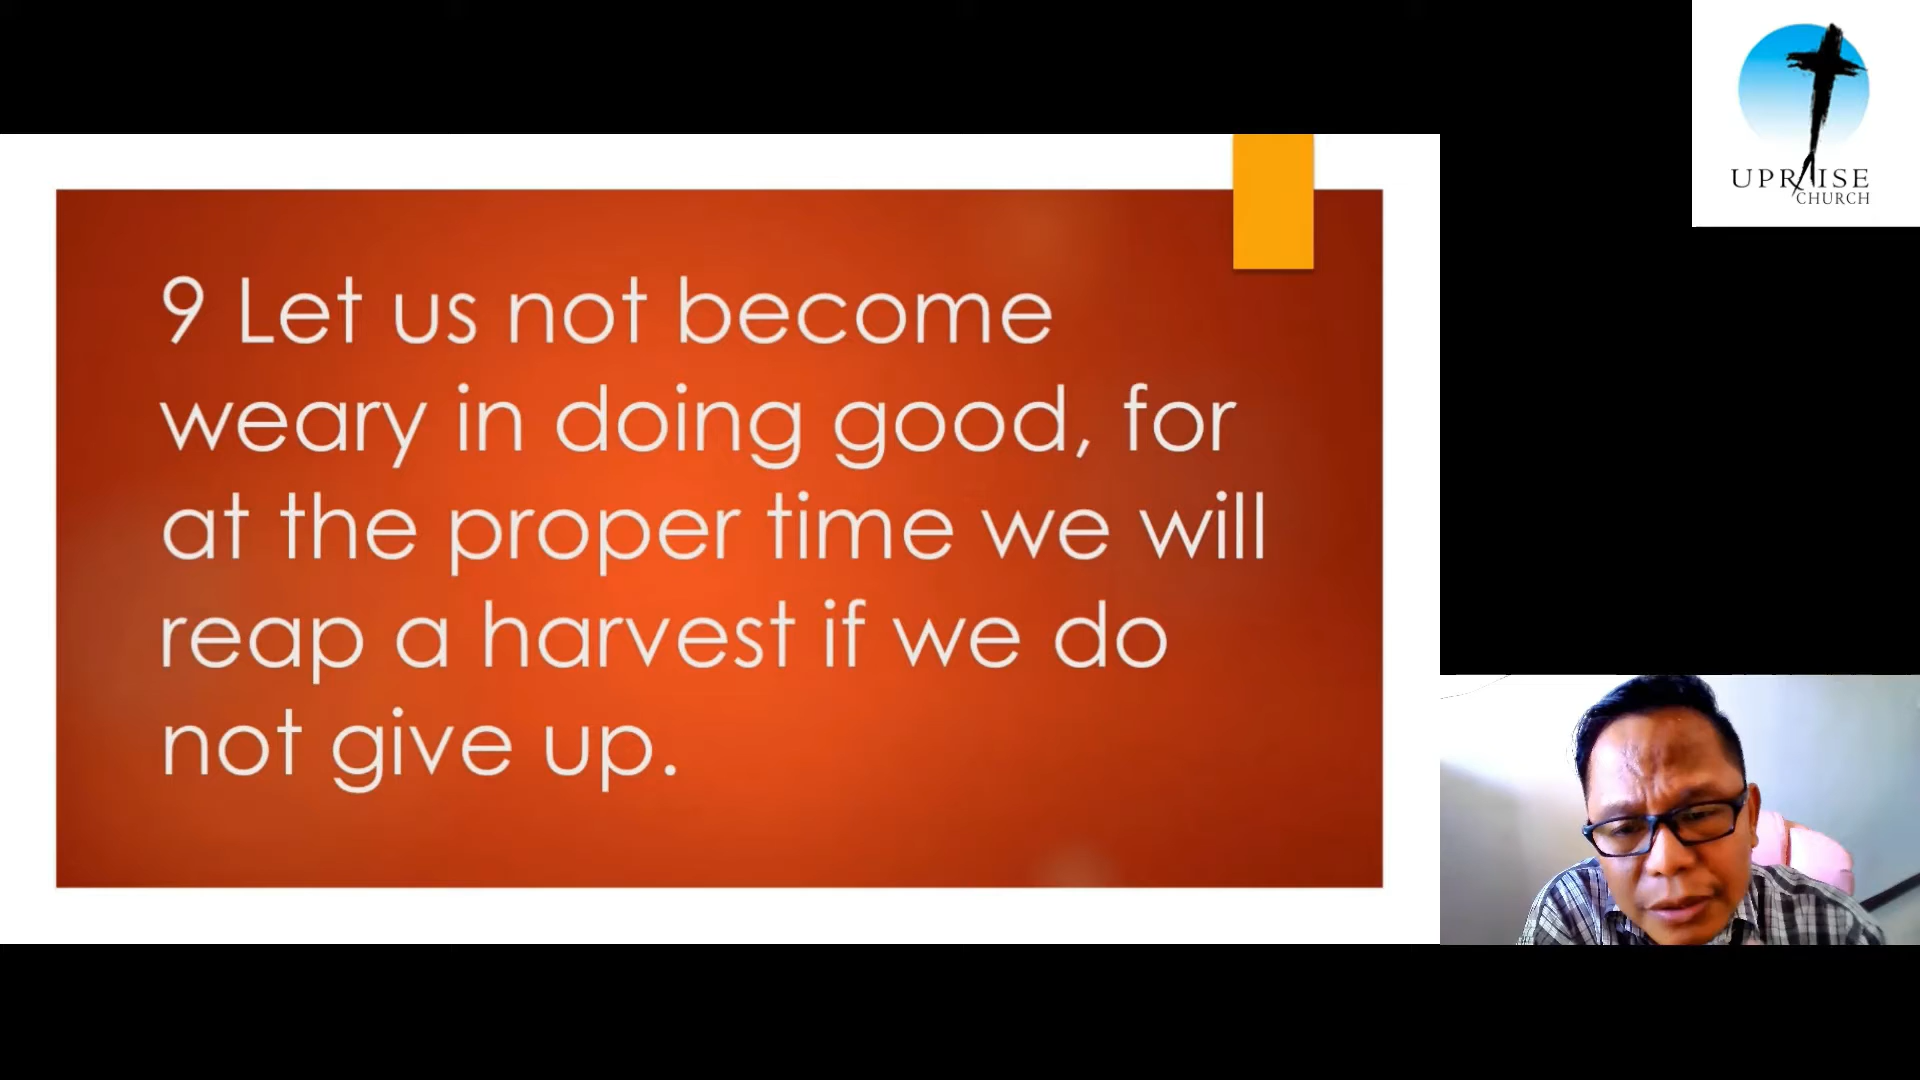 9 Let us not become
weary in doing good, for
at the proper time we will
reap a harvest if we do
not give up.
UPRAISE
CHURCH